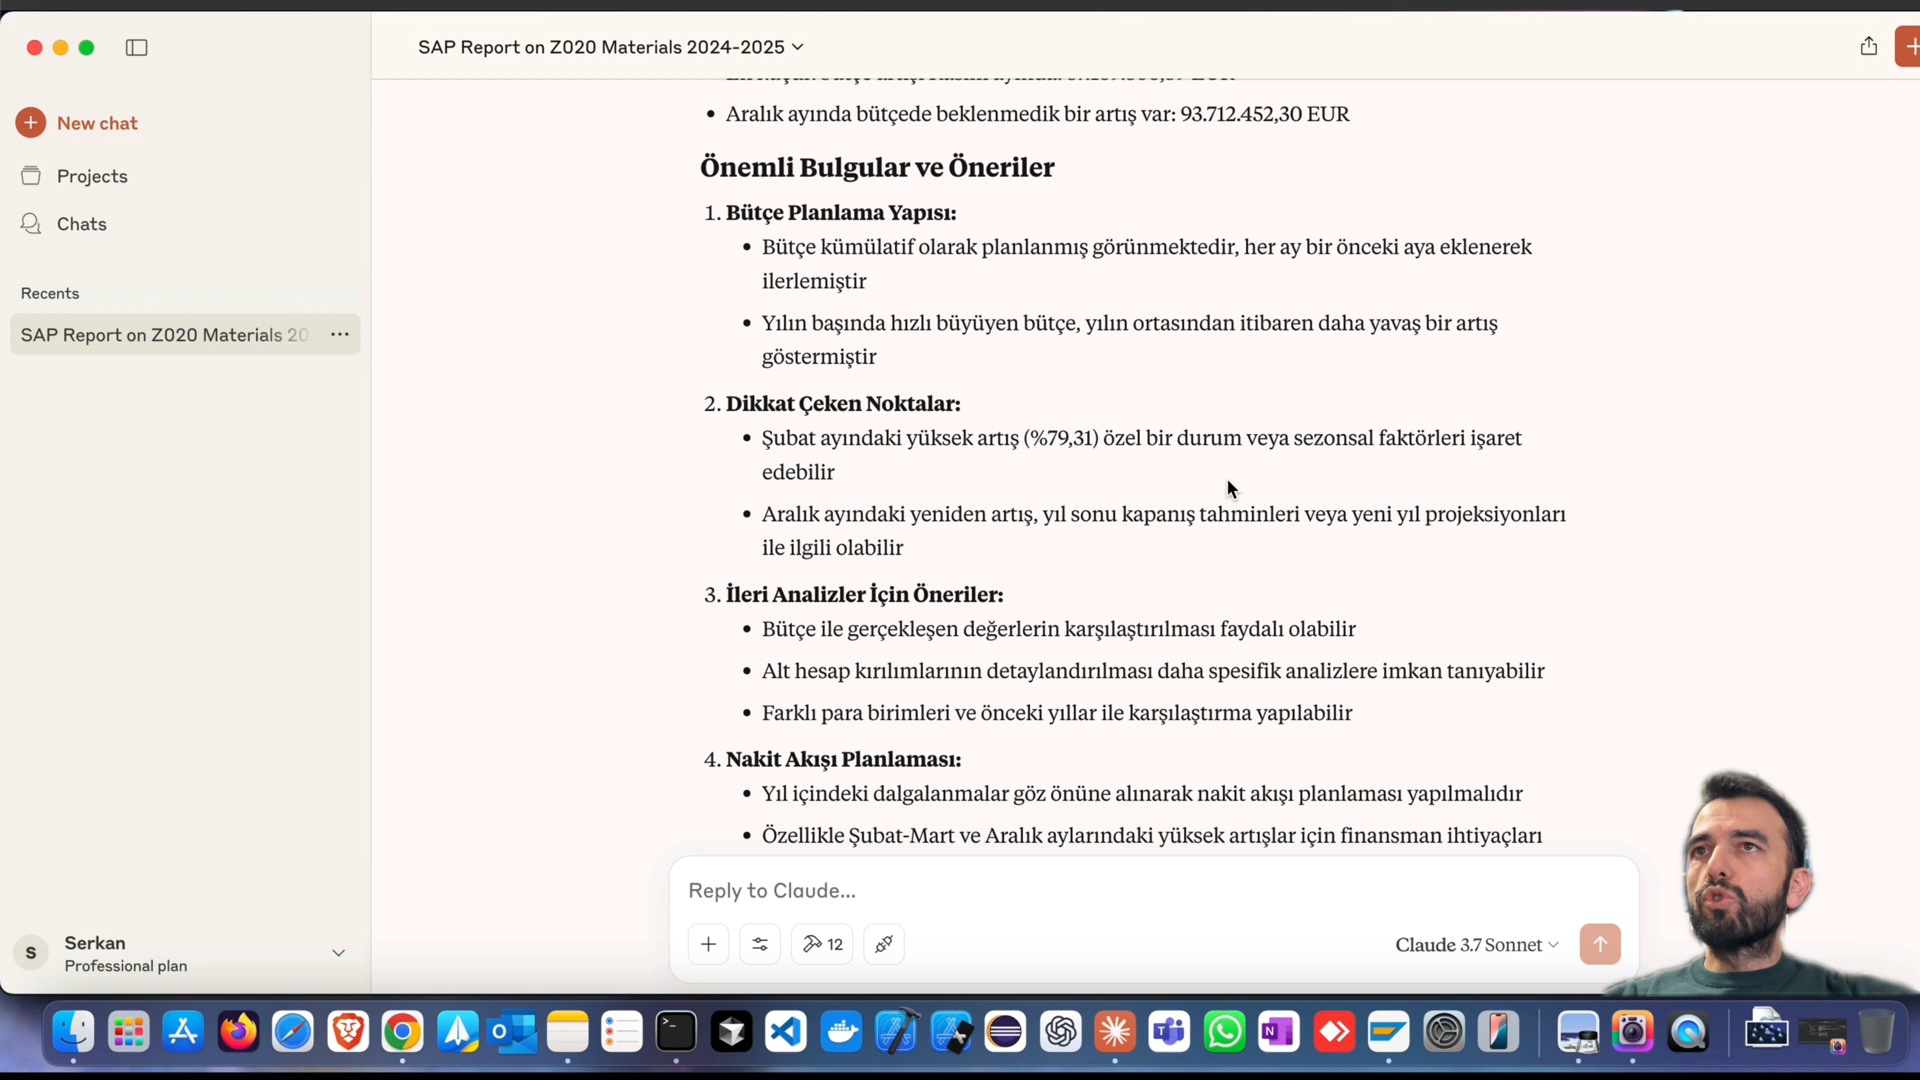 SAP Report on Z020 Materials 2024-2025
New chat
Projects
Chats
Recents
SAP Report on Z020 Materials 20
Serkan
Professional plan
S
• Aralık ayında bütçede beklenmedik bir artış var: 93.712.452,30 EUR
Önemli Bulgular ve Öneriler
1. Bütçe Planlama Yapısı:
• Bütçe kümülatif olarak planlanmış görünmektedir, her ay bir önceki aya eklenerek
ilerlemiştir
• Yılın başında hızlı büyüyen bütçe, yılın ortasından itibaren daha yavaş bir artış
göstermiştir
2. Dikkat Çeken Noktalar:
• Şubat ayındaki yüksek artış (%79,31) özel bir durum veya sezonsal faktörleri işaret
edebilir
• Aralık ayındaki yeniden artış, yıl sonu kapanış tahminleri veya yeni yıl projeksiyonları
ile ilgili olabilir
3. İleri Analizler İçin Öneriler:
• Bütçe ile gerçekleşen değerlerin karşılaştırılması faydalı olabilir
• Alt hesap kırılımlarının detaylandırılması daha spesifik analizlere imkan tanıyabilir
• Farklı para birimleri ve önceki yıllar ile karşılaştırma yapılabilir
4. Nakit Akışı Planlaması:
• Yıl içindeki dalgalanmalar göz önüne alınarak nakit akışı planlaması yapılmalıdır
• Özellikle Şubat-Mart ve Aralık aylarındaki yüksek artışlar için finansman ihtiyaçları
Reply to Claude...
12
Claude 3.7 Sonnet